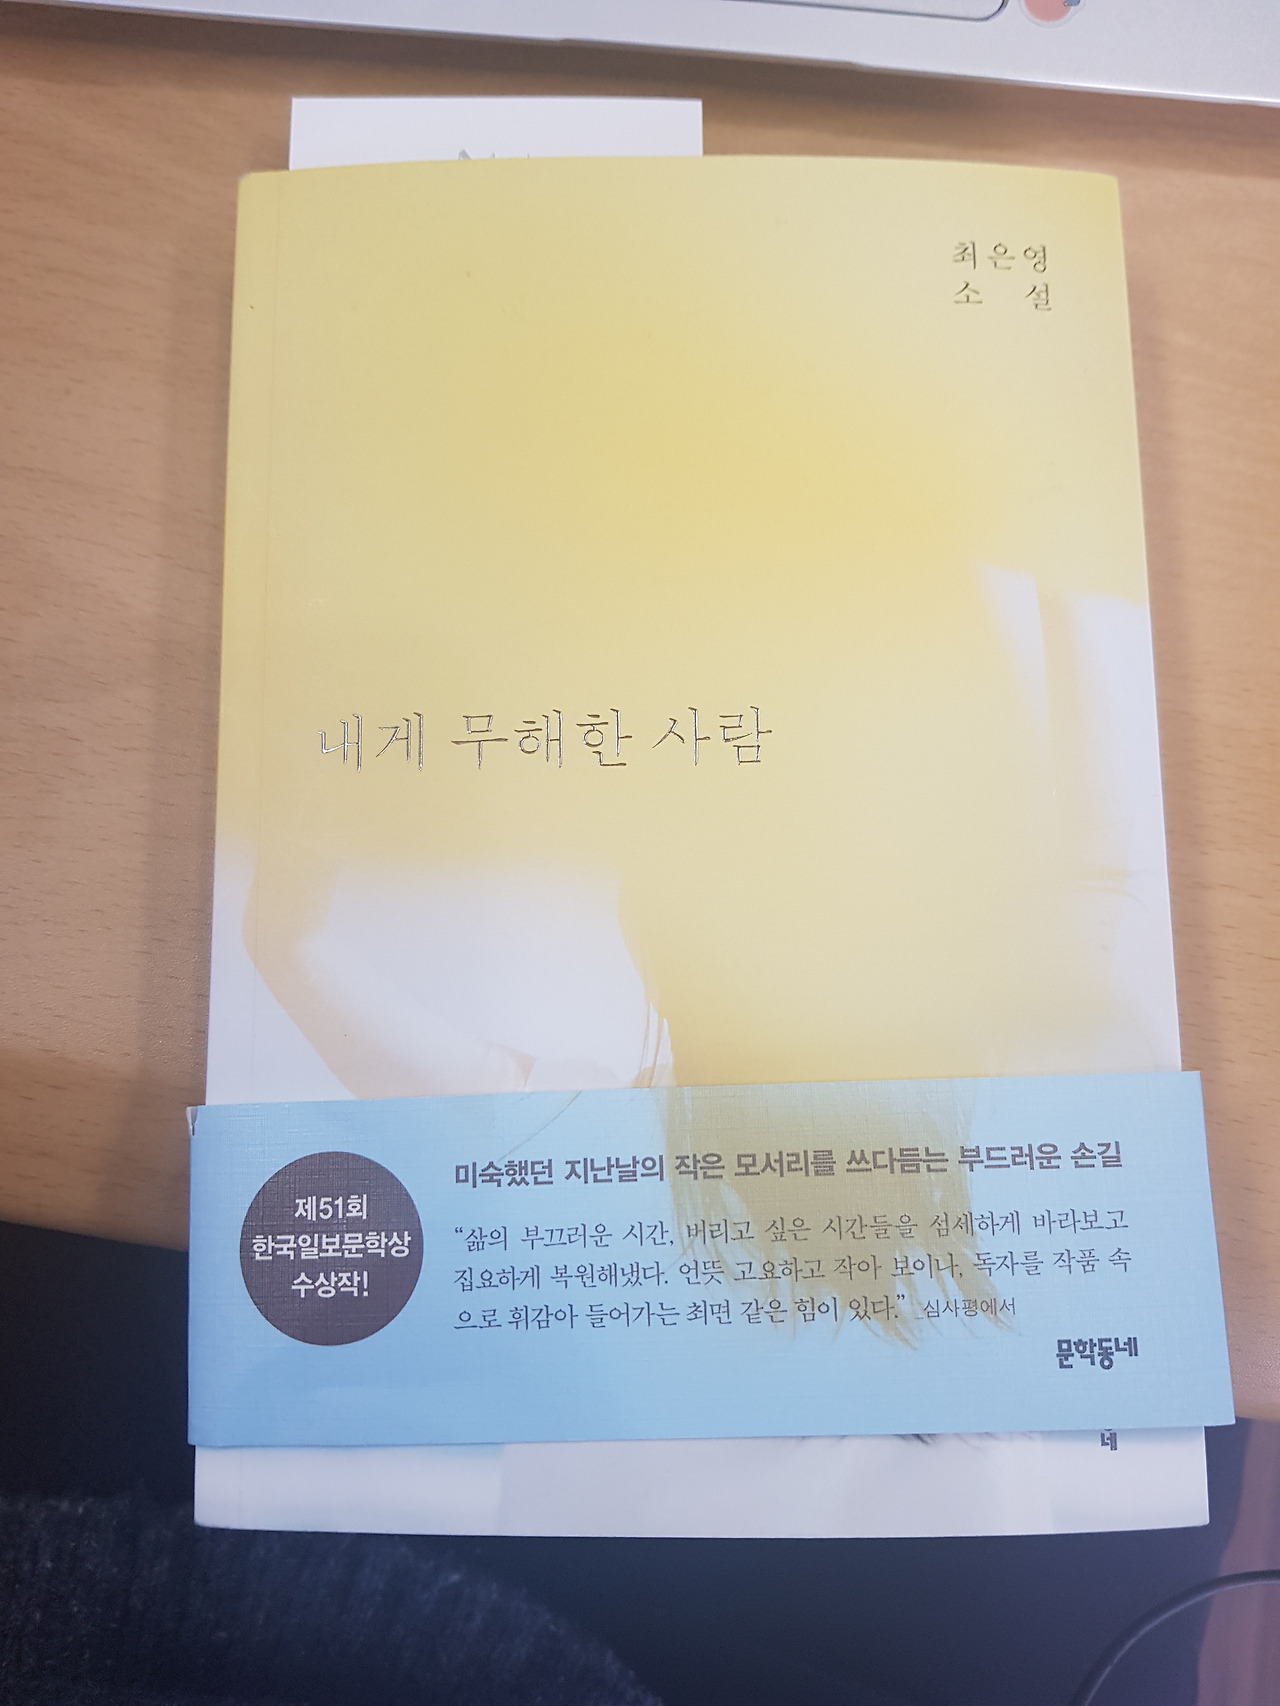 최은영
소 설
내게 무해한 사람
제51회
한국일보문학상
수상작!
미숙했던 지난날의 작은 모서리를 쓰다듬는 부드러운 손길
“삶의 부끄러운 시간, 버리고 싶은 시간들을 섬세하게 바라보고
집요하게 복원해냈다. 언뜻 고요하고 작아 보이나, 독자를 작품 속
으로 휘감아 들어가는 최면 같은 힘이 있다.” _심사평에서
문학동네
네